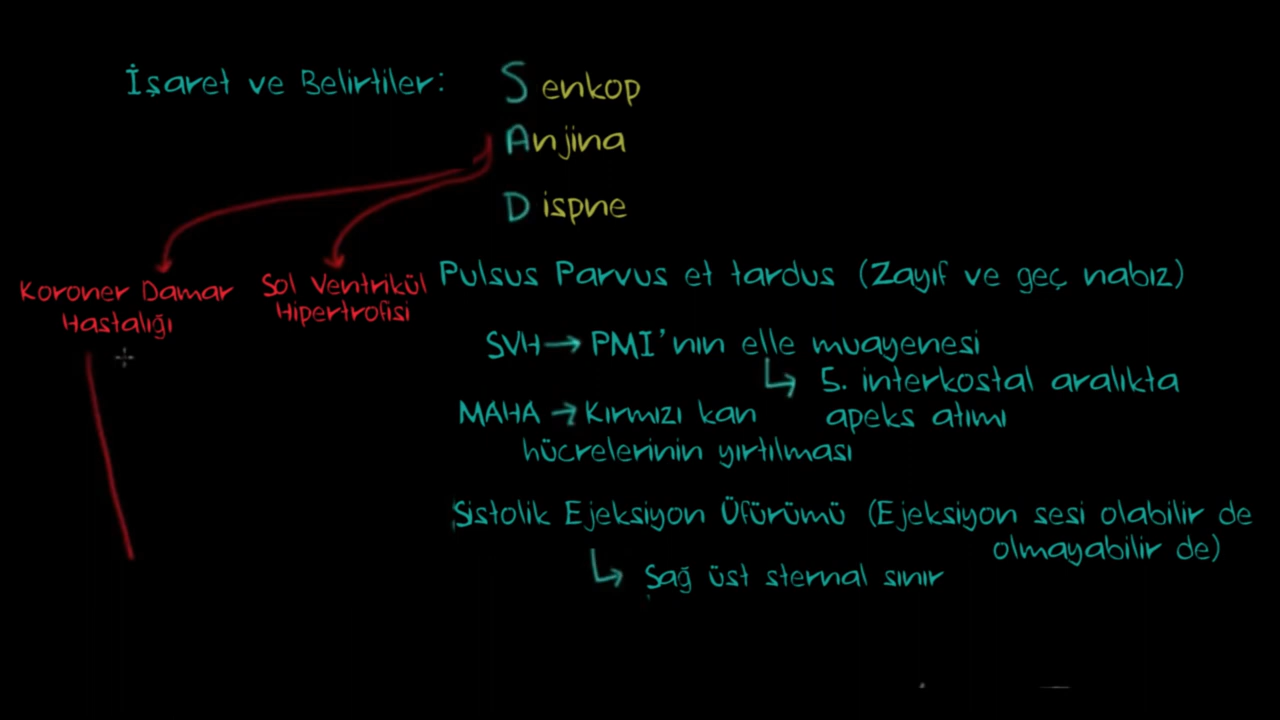 İşaret ve Belirtiler:
Senkop
Anjina
Dispne
Koroner Damar
Hastalığı
Sol Ventrikül
Hipertrofisi
Pulsus Parvus et tardus (Zayıf ve geç nabız)
SVH → PMI'nın elle muayenesi
↳ 5. interkostal aralıkta
apeks atımı
MAHA → Kırmızı kan
hücrelerinin yırtılması
Sistolik Ejeksiyon Üfürümü (Ejeksiyon sesi olabilir de
olmayabilir de)
↳ Sağ üst sternal sınır